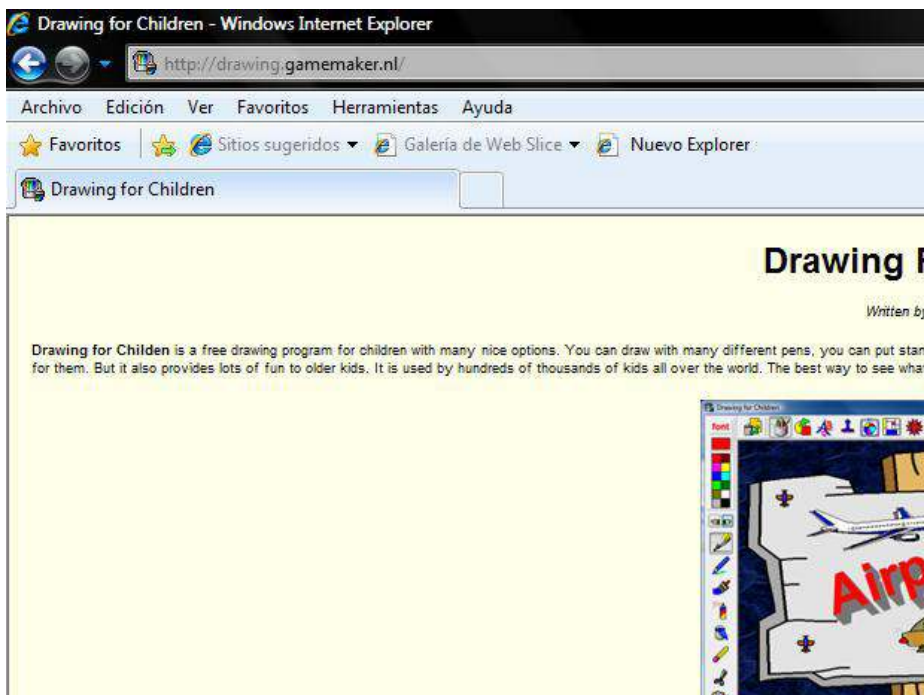 Drawing for Children - Windows Internet Explorer
http://drawing.gamemaker.nl/
Archivo Edición Ver Favoritos Herramientas Ayuda
Favoritos Sitios sugeridos Galería de Web Slice Nuevo Explorer
Drawing for Children
Drawing F
Written by
Drawing for Childen is a free drawing program for children with many nice options. You can draw with many different pens, you can put stam
for them. But it also provides lots of fun to older kids. It is used by hundreds of thousands of kids all over the world. The best way to see what
Drawing for Children
font
Airp